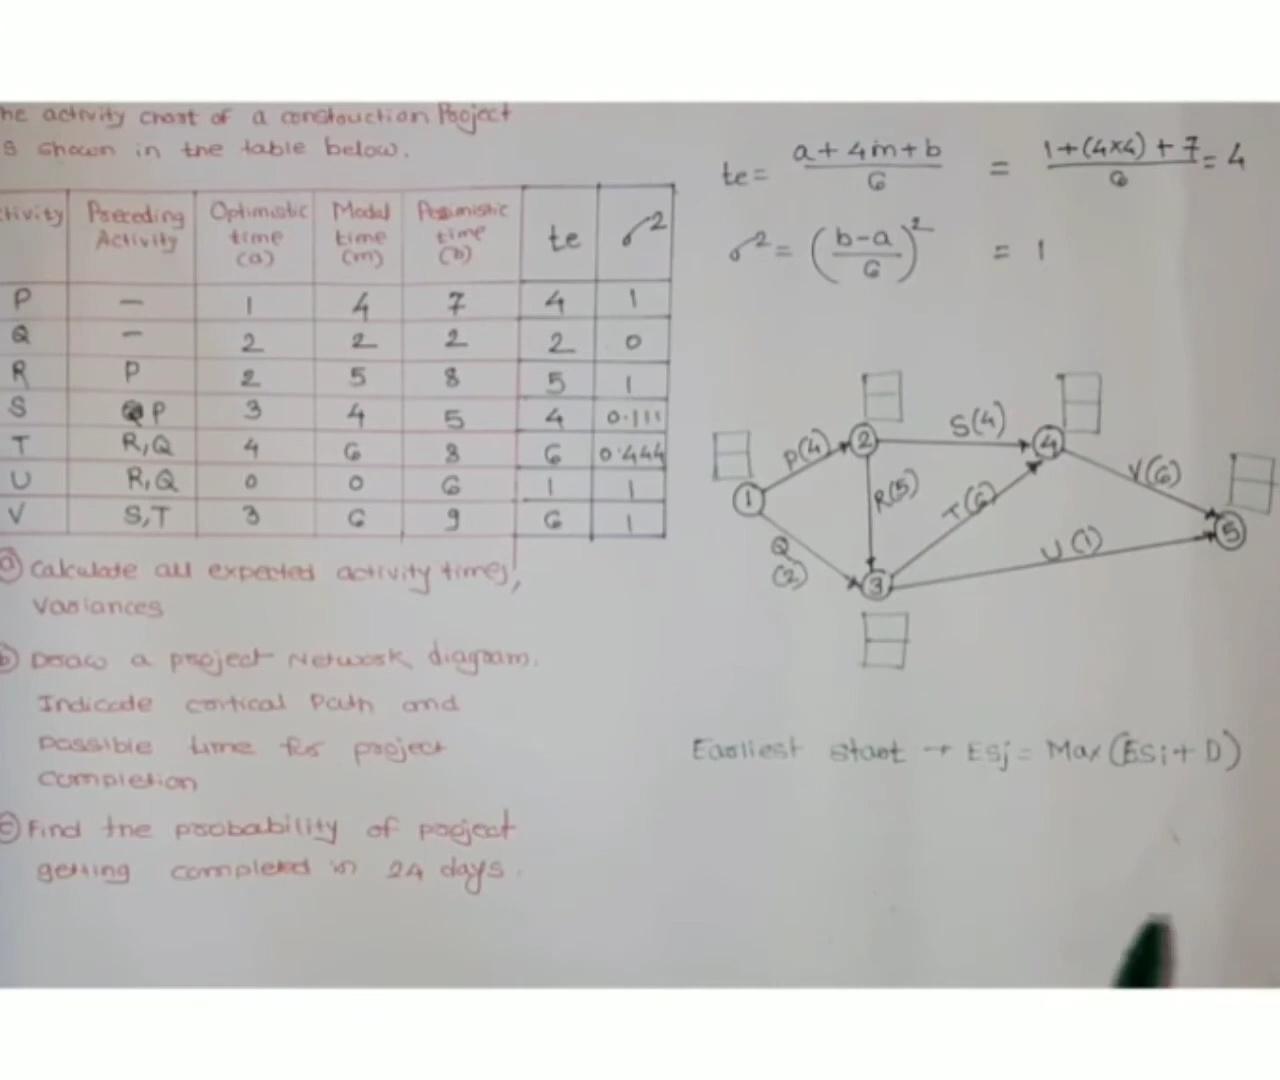 he activity chart of a construction Project
is shown in the table below.
tivity Preceding Activity Optimistic time (a) Modal time (m) Pessimistic time (b) te σ²
P — 1 4 7 4 1
Q — 2 2 2 2 0
R P 2 5 8 5 1
S P 3 4 5 4 0.111
T R,Q 4 6 8 6 0.444
U R,Q 0 0 6 1 1
V S,T 3 6 9 6 1
a) Calculate all expected activity times,
Variances
b) Draw a project Network diagram.
Indicate cortical Path and
possible time for project
completion
c) Find the probability of project
getting completed in 24 days.
te = a+4m+b / 6 = 1+(4×4)+7 / 6 = 4
σ² = (b-a / 6)² = 1
1 P(4) 2 S(4) 4 V(6) 5
R(5) T(6)
Q (2) 3 U(1)
Earliest start → ESj = Max (ESi + D)